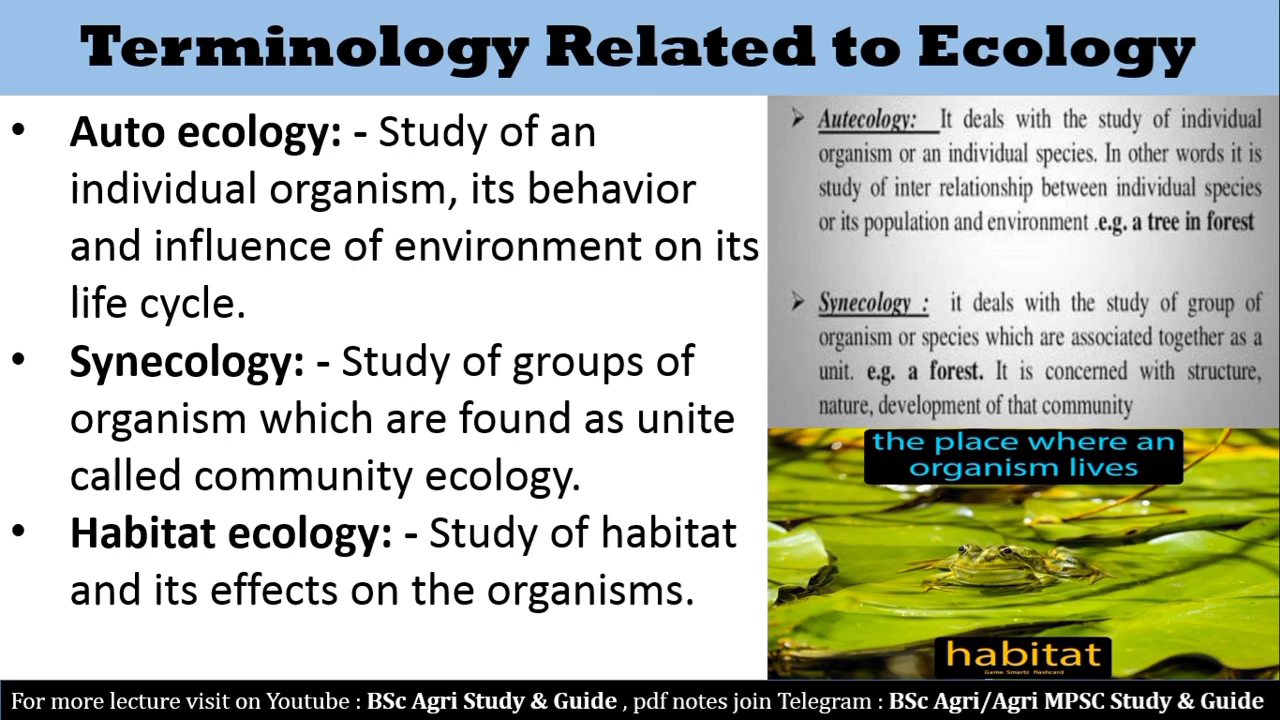 Terminology Related to Ecology
• Auto ecology: - Study of an
individual organism, its behavior
and influence of environment on its
life cycle.
• Synecology: - Study of groups of
organism which are found as unite
called community ecology.
• Habitat ecology: - Study of habitat
and its effects on the organisms.
➢ Autecology: It deals with the study of individual
organism or an individual species. In other words it is
study of inter relationship between individual species
or its population and environment .e.g. a tree in forest
➢ Synecology : it deals with the study of group of
organism or species which are associated together as a
unit. e.g. a forest. It is concerned with structure,
nature, development of that community
the place where an
organism lives
habitat
Game Smartz Flashcard
For more lecture visit on Youtube : BSc Agri Study & Guide , pdf notes join Telegram : BSc Agri/Agri MPSC Study & Guide